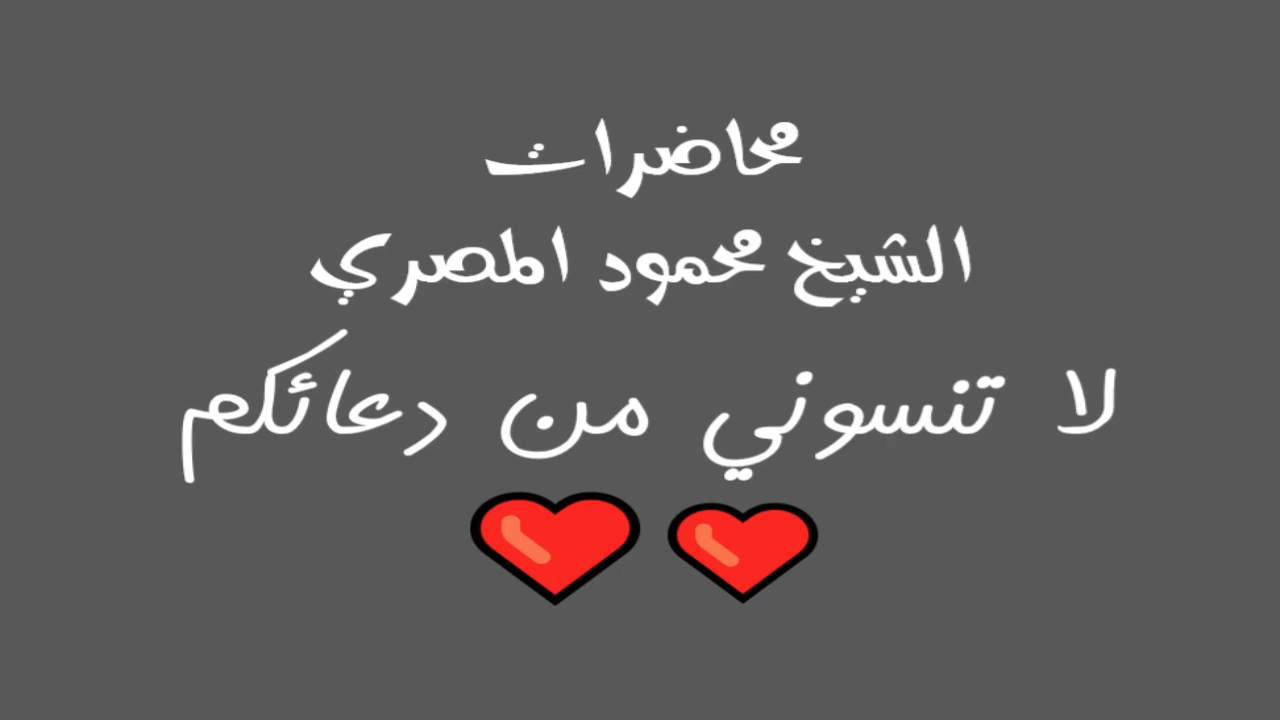 محاضرات
الشيخ محمود المصري
لا تنسوني من دعائكم